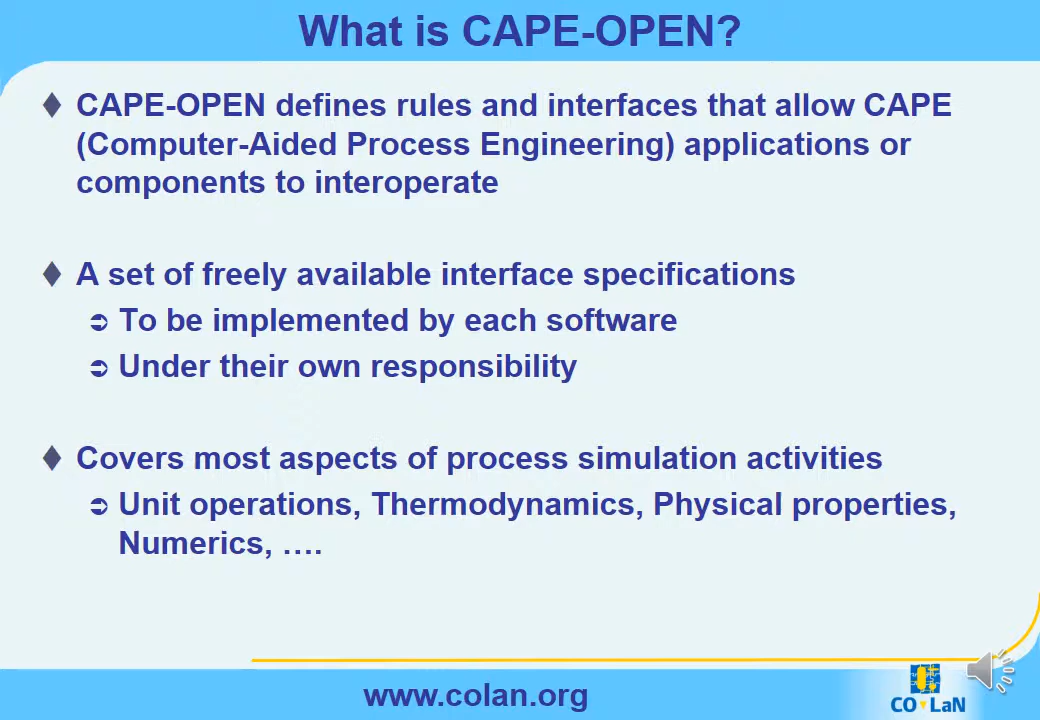 What is CAPE-OPEN?
CAPE-OPEN defines rules and interfaces that allow CAPE
(Computer-Aided Process Engineering) applications or
components to interoperate
A set of freely available interface specifications
To be implemented by each software
Under their own responsibility
Covers most aspects of process simulation activities
Unit operations, Thermodynamics, Physical properties,
Numerics, ….
www.colan.org
CO LaN